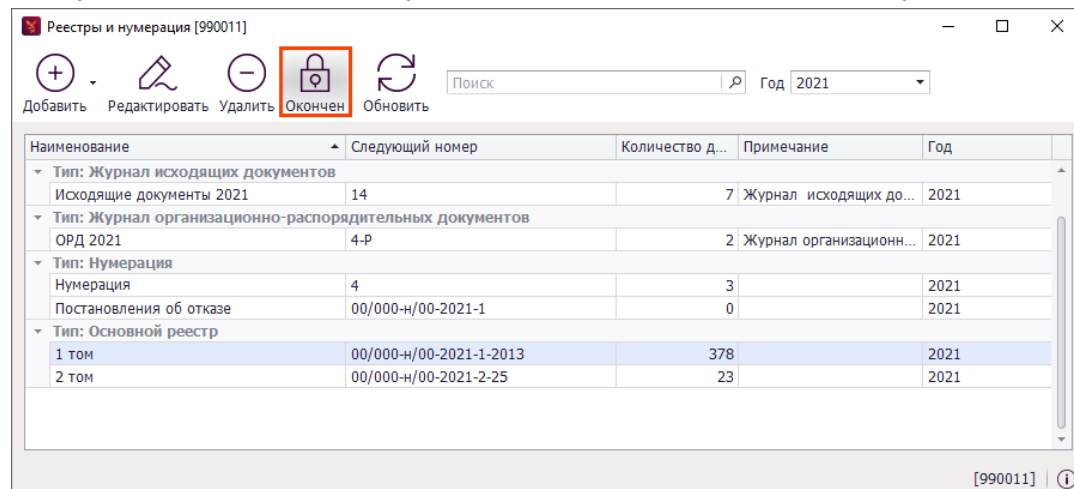 Реестры и нумерация [990011]
Добавить Редактировать Удалить Окончен Обновить Поиск Год 2021
Наименование Следующий номер Количество д... Примечание Год
Тип: Журнал исходящих документов
Исходящие документы 2021 14 7 Журнал исходящих до... 2021
Тип: Журнал организационно-распорядительных документов
ОРД 2021 4-Р 2 Журнал организационн... 2021
Тип: Нумерация
Нумерация 4 3 2021
Постановления об отказе 00/000-н/00-2021-1 0 2021
Тип: Основной реестр
1 том 00/000-н/00-2021-1-2013 378 2021
2 том 00/000-н/00-2021-2-25 23 2021
[990011]